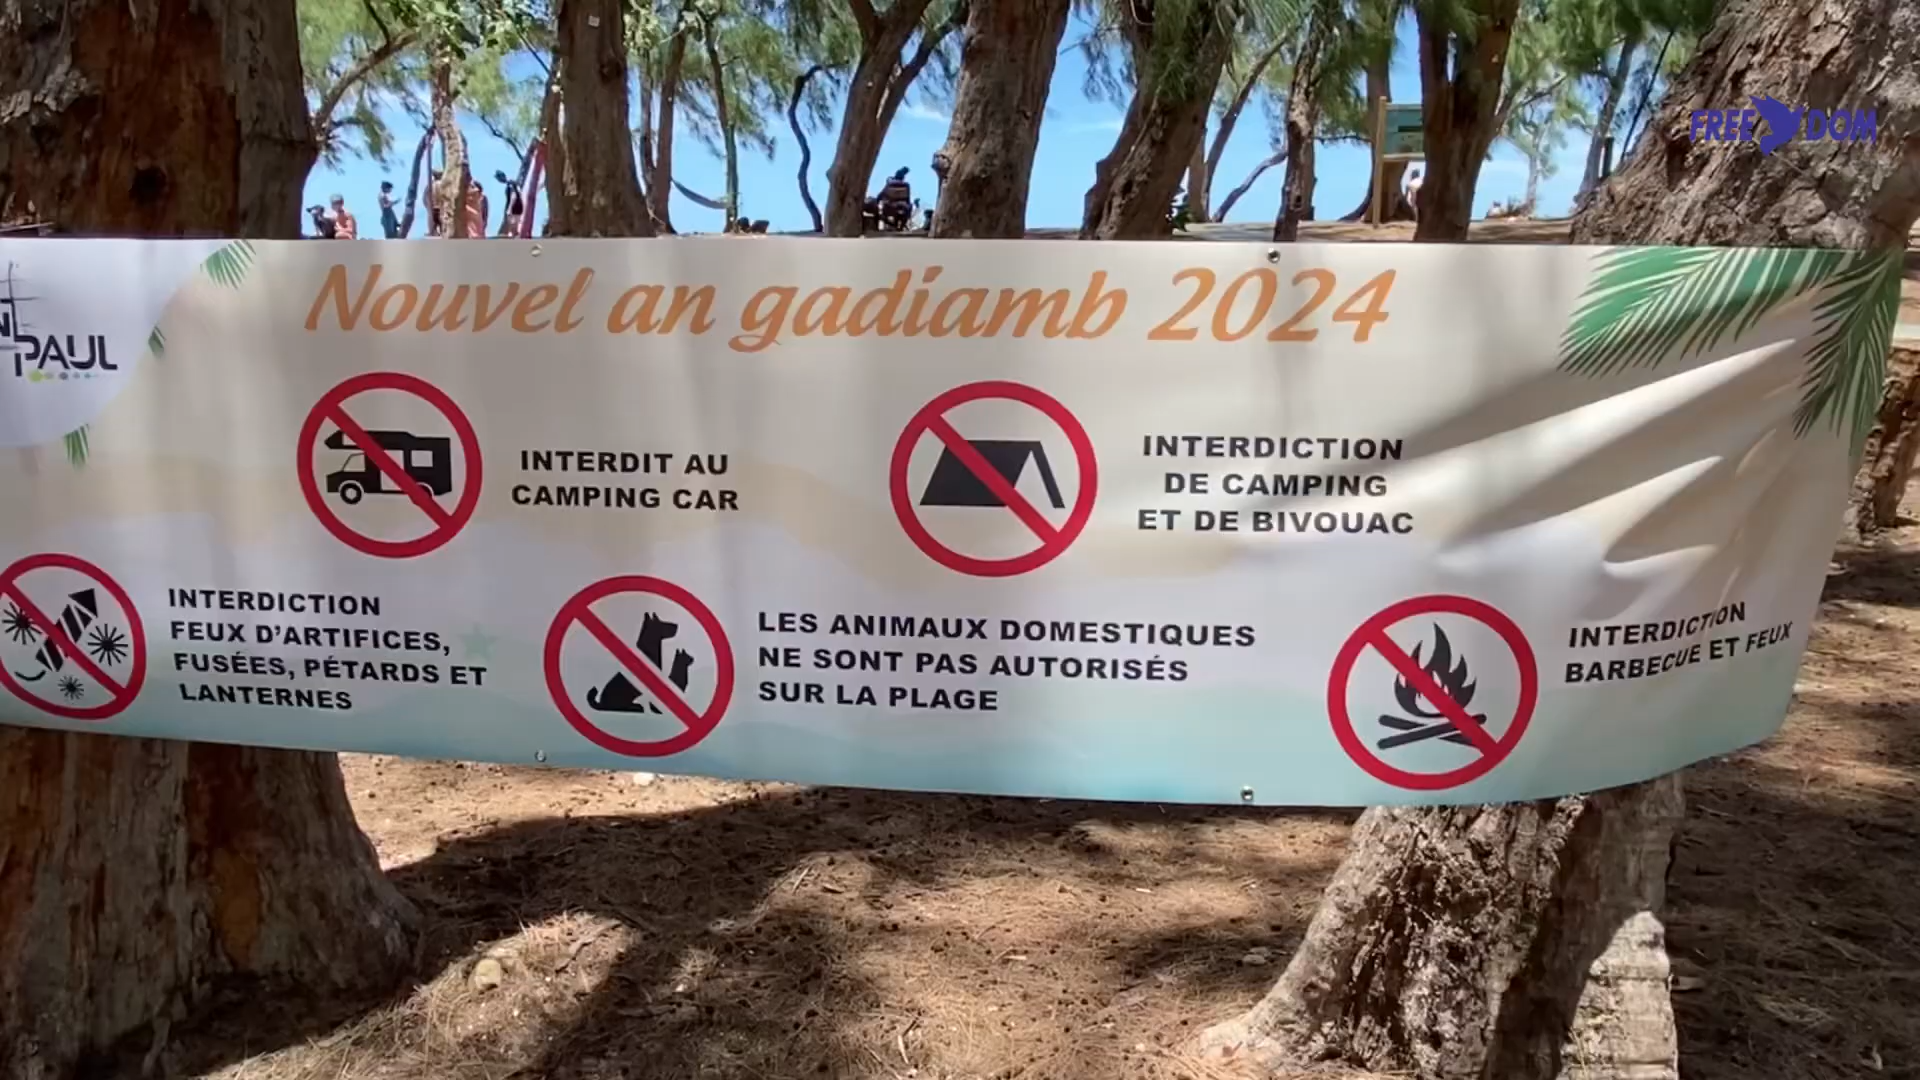 FREE DOM
Nouvel an gadiamb 2024
PAUL
INTERDIT AU
CAMPING CAR
INTERDICTION
DE CAMPING
ET DE BIVOUAC
INTERDICTION
FEUX D'ARTIFICES,
FUSÉES, PÉTARDS ET
LANTERNES
LES ANIMAUX DOMESTIQUES
NE SONT PAS AUTORISÉS
SUR LA PLAGE
INTERDICTION
BARBECUE ET FEUX